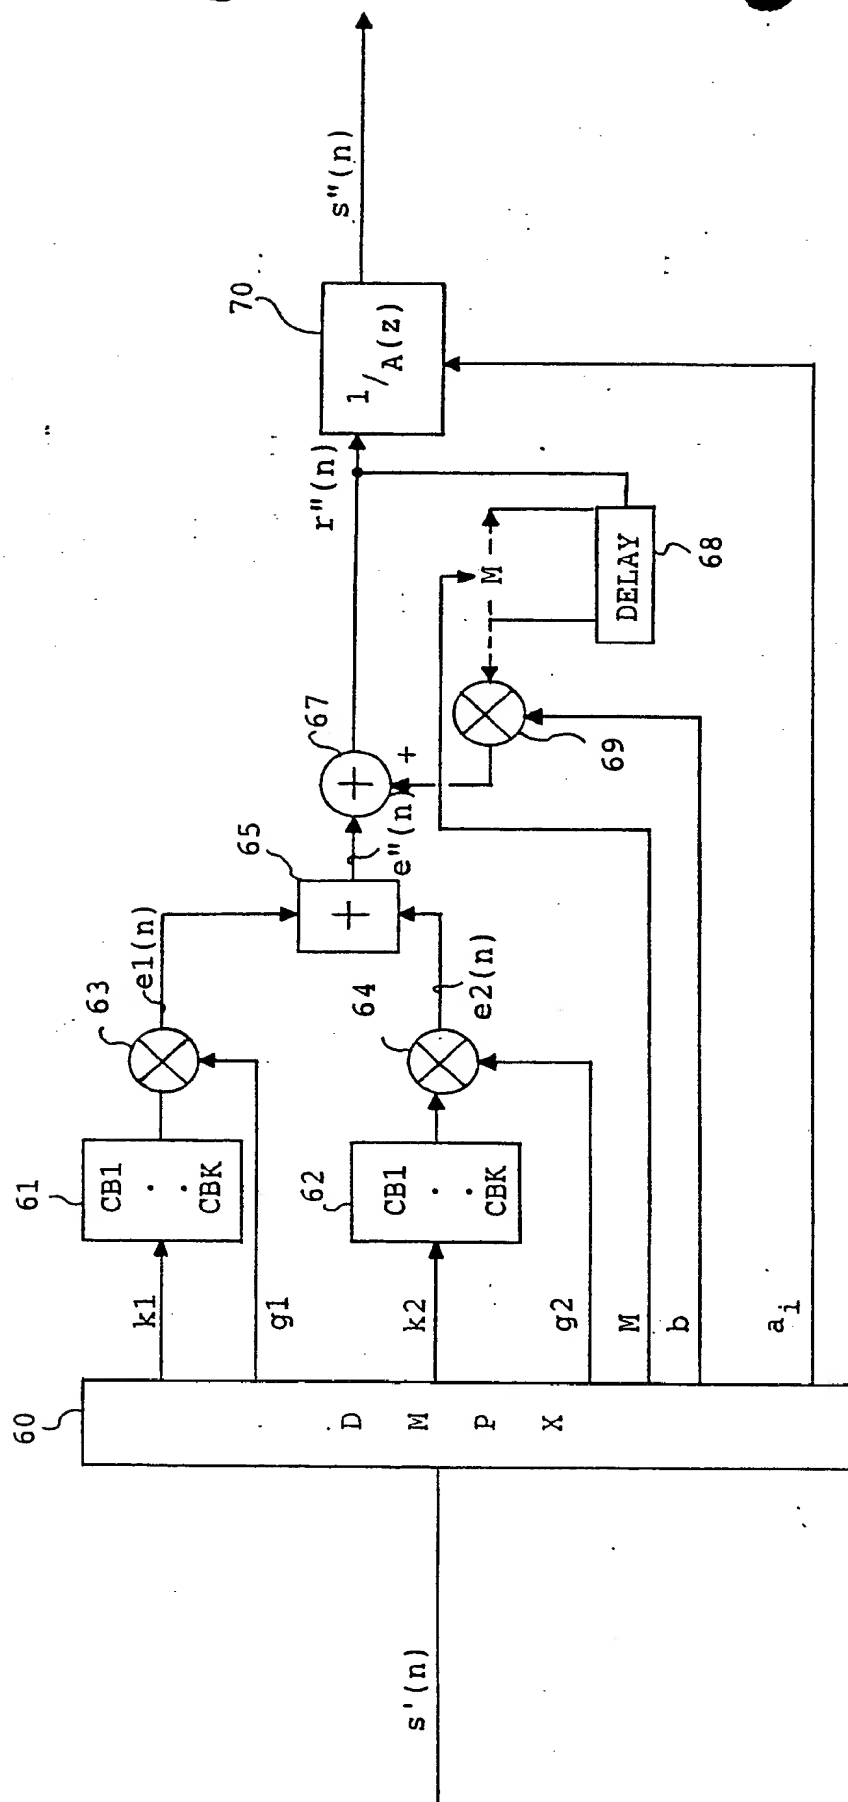 s'(n)
60
D
M
P
X
k1
g1
k2
g2
M
b
a_i
61
CB1
.
.
CBK
62
CB1
.
.
CBK
63
e1(n)
64
e2(n)
65
+
e"(n)
67
+
+
69
M
DELAY
68
r"(n)
70
1/A(z)
s"(n)